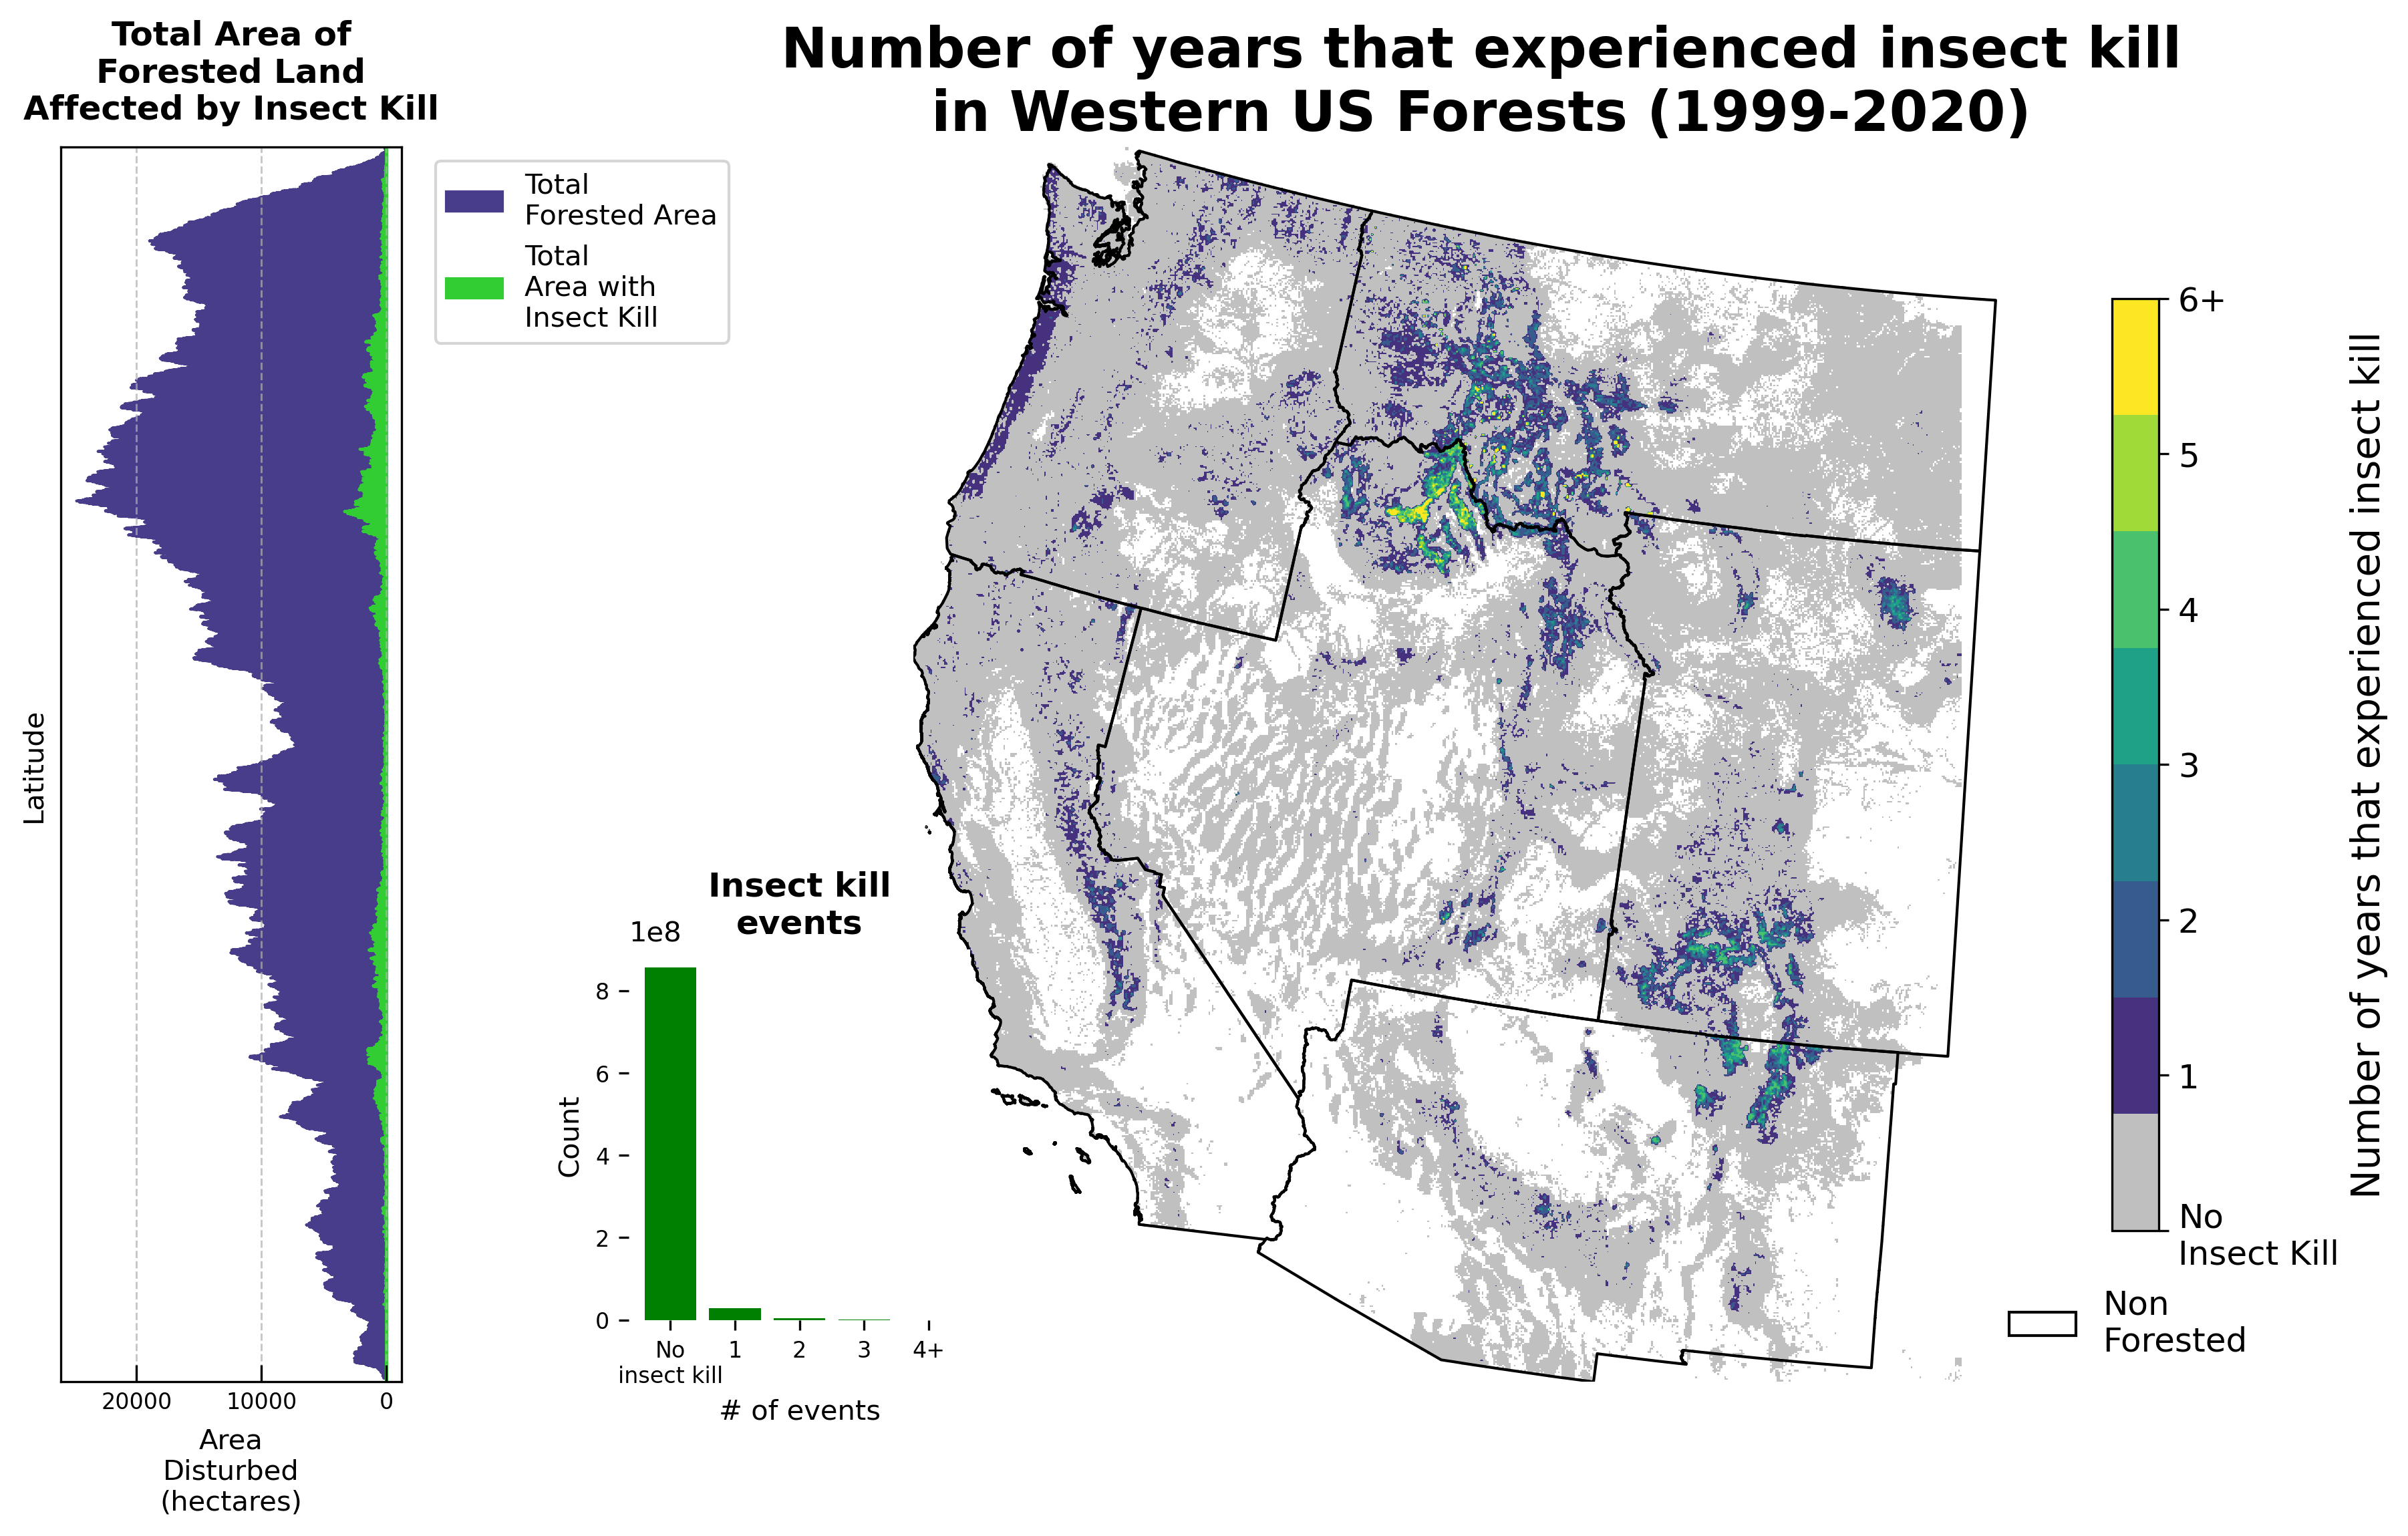 Total Area of
Forested Land
Affected by Insect Kill
Number of years that experienced insect kill
in Western US Forests (1999-2020)
Total
Forested Area
Total
Area with
Insect Kill
Latitude
20000
10000
0
Area
Disturbed
(hectares)
Insect kill
events
1e8
8
6
4
2
0
Count
No
insect kill
1
2
3
4+
# of events
6+
5
4
3
2
1
No
Insect Kill
Number of years that experienced insect kill
Non
Forested